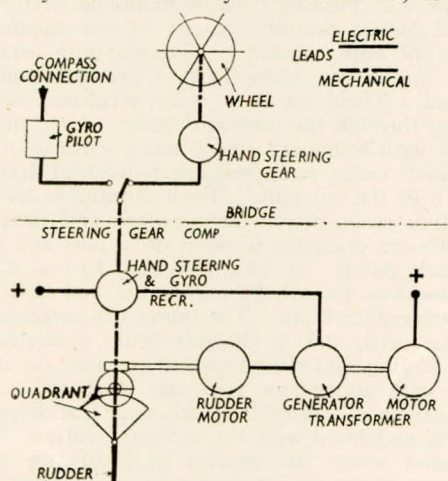 ELECTRIC
LEADS
MECHANICAL
COMPASS
CONNECTION
WHEEL
GYRO
PILOT
HAND STEERING
GEAR
BRIDGE
STEERING GEAR COMP
HAND STEERING
& GYRO
RECR.
+
+
QUADRANT
RUDDER
MOTOR
GENERATOR
TRANSFORMER
MOTOR
RUDDER